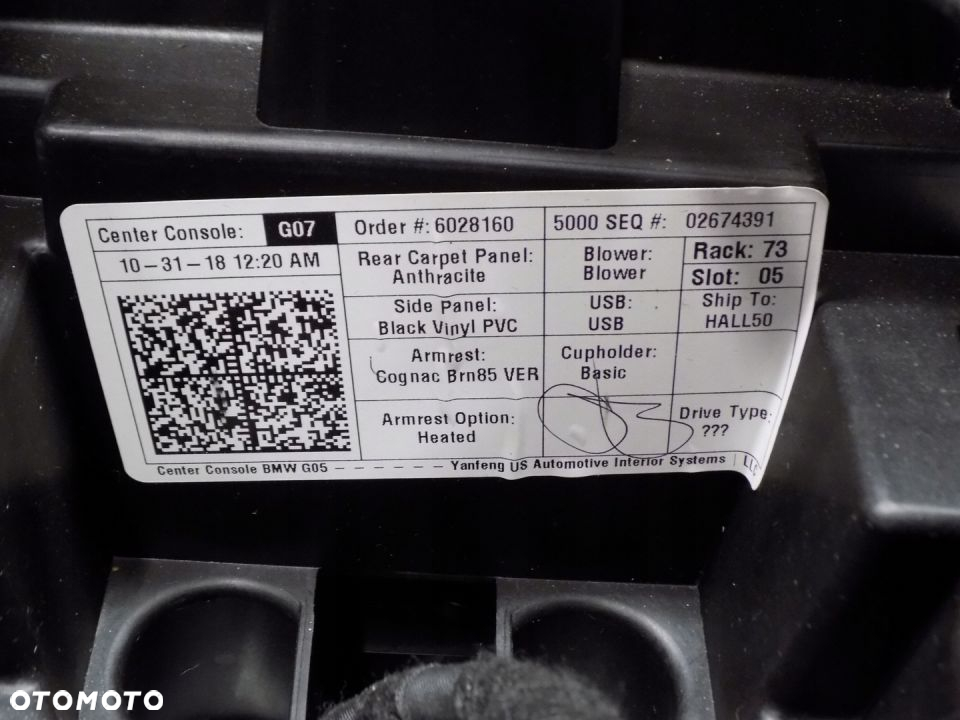 Center Console: G07
10-31-18 12:20 AM
Order #: 6028160
5000 SEQ #: 02674391
Rear Carpet Panel:
Anthracite
Blower:
Blower
Rack: 73
Slot: 05
Side Panel:
Black Vinyl PVC
USB:
USB
Ship To:
HALL50
Armrest:
Cognac Brn85 VER
Cupholder:
Basic
Armrest Option:
Heated
Drive Type:
???
Center Console BMW G05 - - - - - - - Yanfeng US Automotive Interior Systems | LLC
OTOMOTO